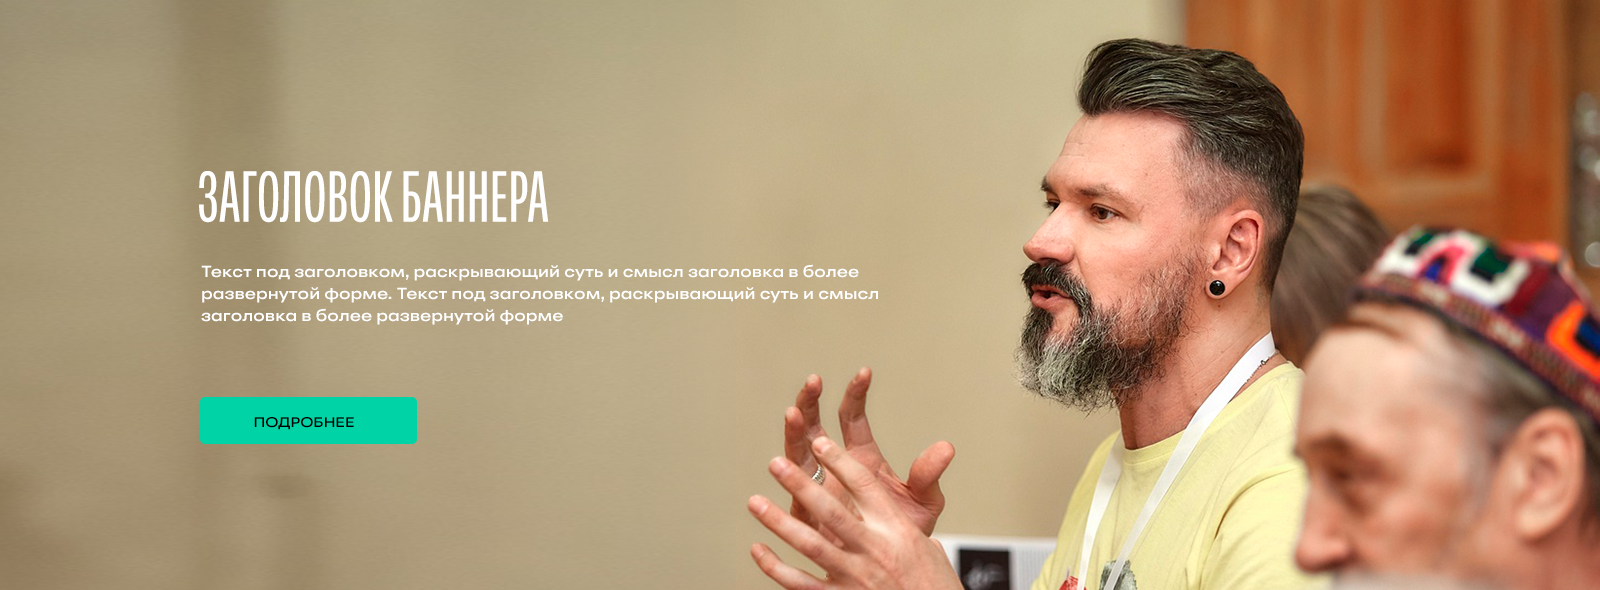 ЗАГОЛОВОК БАННЕРА
Текст под заголовком, раскрывающий суть и смысл заголовка в более
развернутой форме. Текст под заголовком, раскрывающий суть и смысл
заголовка в более развернутой форме
ПОДРОБНЕЕ